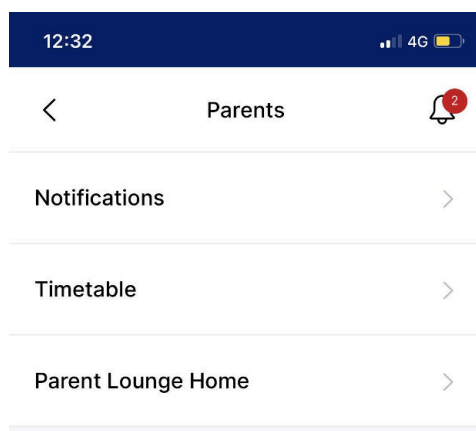 12:32 4G
Parents 2
Notifications
Timetable
Parent Lounge Home